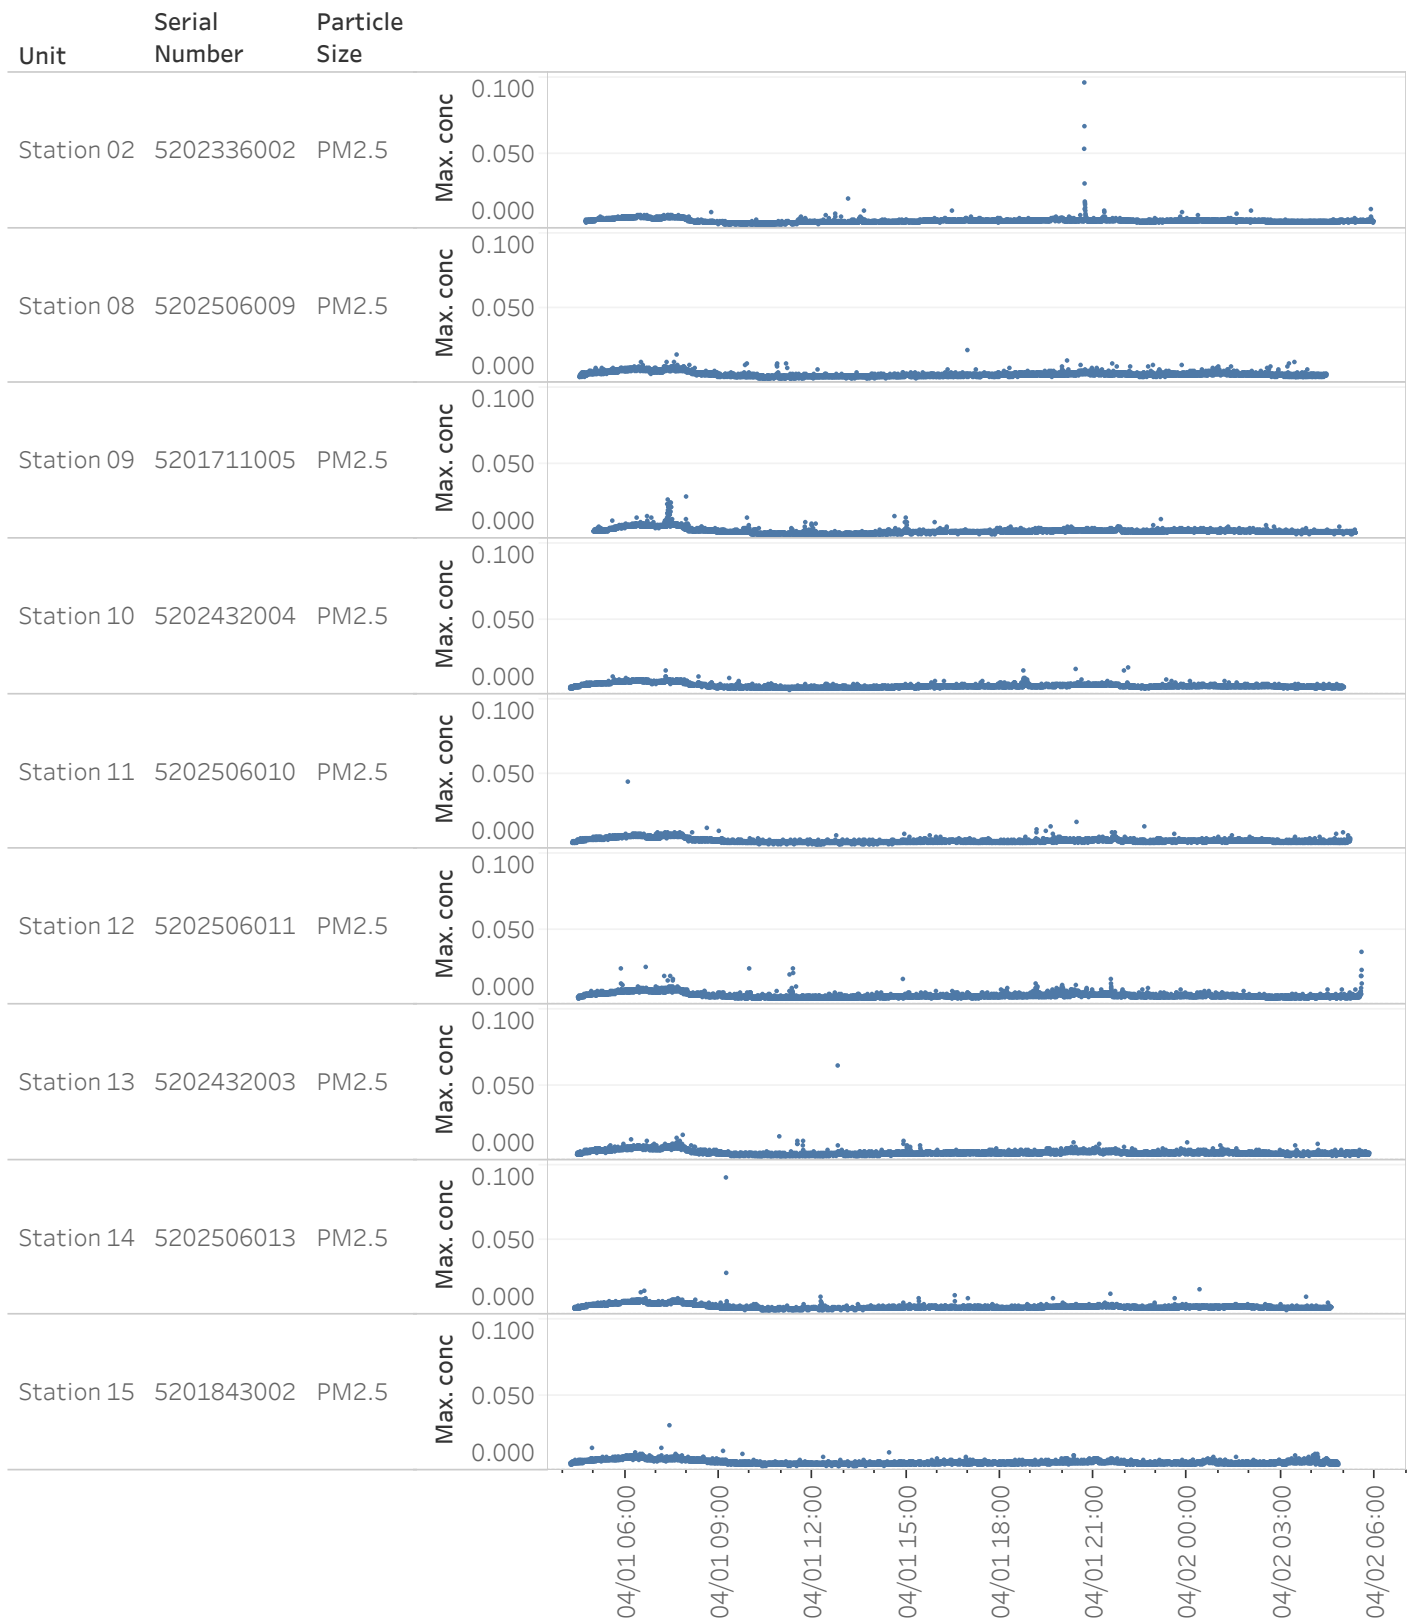 Unit Serial Number Particle Size
Station 02 5202336002 PM2.5 Max. conc 0.100 0.050 0.000
Station 08 5202506009 PM2.5 Max. conc 0.100 0.050 0.000
Station 09 5201711005 PM2.5 Max. conc 0.100 0.050 0.000
Station 10 5202432004 PM2.5 Max. conc 0.100 0.050 0.000
Station 11 5202506010 PM2.5 Max. conc 0.100 0.050 0.000
Station 12 5202506011 PM2.5 Max. conc 0.100 0.050 0.000
Station 13 5202432003 PM2.5 Max. conc 0.100 0.050 0.000
Station 14 5202506013 PM2.5 Max. conc 0.100 0.050 0.000
Station 15 5201843002 PM2.5 Max. conc 0.100 0.050 0.000
04/01 06:00 04/01 09:00 04/01 12:00 04/01 15:00 04/01 18:00 04/01 21:00 04/02 00:00 04/02 03:00 04/02 06:00